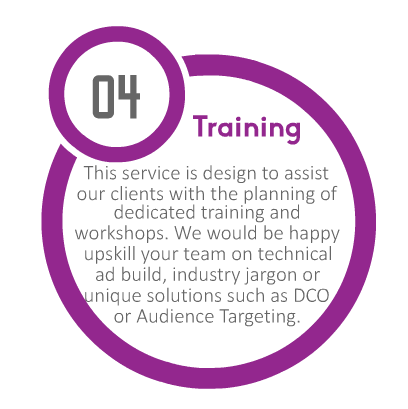 04
Training
This service is design to assist
our clients with the planning of
dedicated training and
workshops. We would be happy
upskill your team on technical
ad build, industry jargon or
unique solutions such as DCO
or Audience Targeting.